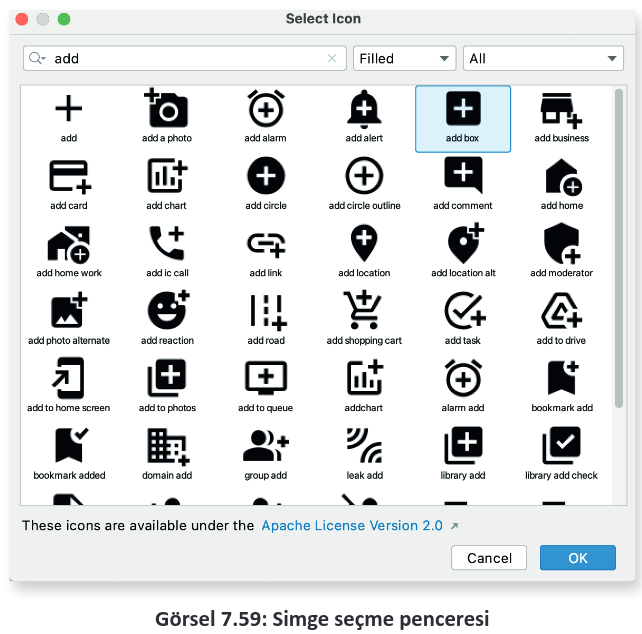 Select Icon
add
Filled
All
add
add a photo
add alarm
add alert
add box
add business
add card
add chart
add circle
add circle outline
add comment
add home
add home work
add ic call
add link
add location
add location alt
add moderator
add photo alternate
add reaction
add road
add shopping cart
add task
add to drive
add to home screen
add to photos
add to queue
addchart
alarm add
bookmark add
bookmark added
domain add
group add
leak add
library add
library add check
These icons are available under the Apache License Version 2.0
Cancel
OK
Görsel 7.59: Simge seçme penceresi